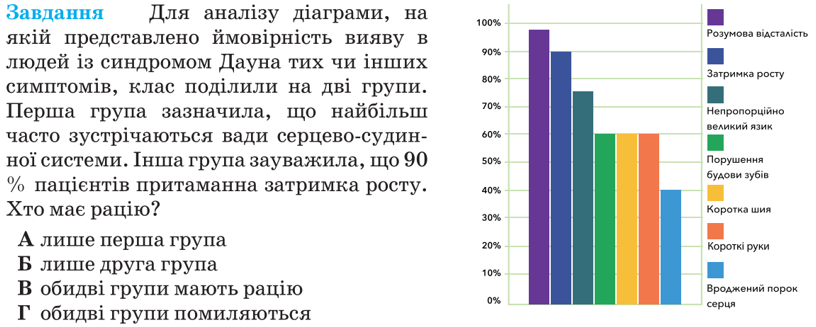 Завдання Для аналізу діаграми, на
якій представлено ймовірність вияву в
людей із синдромом Дауна тих чи інших
симптомів, клас поділили на дві групи.
Перша група зазначила, що найбільш
часто зустрічаються вади серцево-судин-
ної системи. Інша група зауважила, що 90
% пацієнтів притаманна затримка росту.
Хто має рацію?
А лише перша група
Б лише друга група
В обидві групи мають рацію
Г обидві групи помиляються
100%
90%
80%
70%
60%
50%
40%
30%
20%
10%
0%
Розумова відсталість
Затримка росту
Непропорційно
великий язик
Порушення
будови зубів
Коротка шия
Короткі руки
Вроджений порок
серця